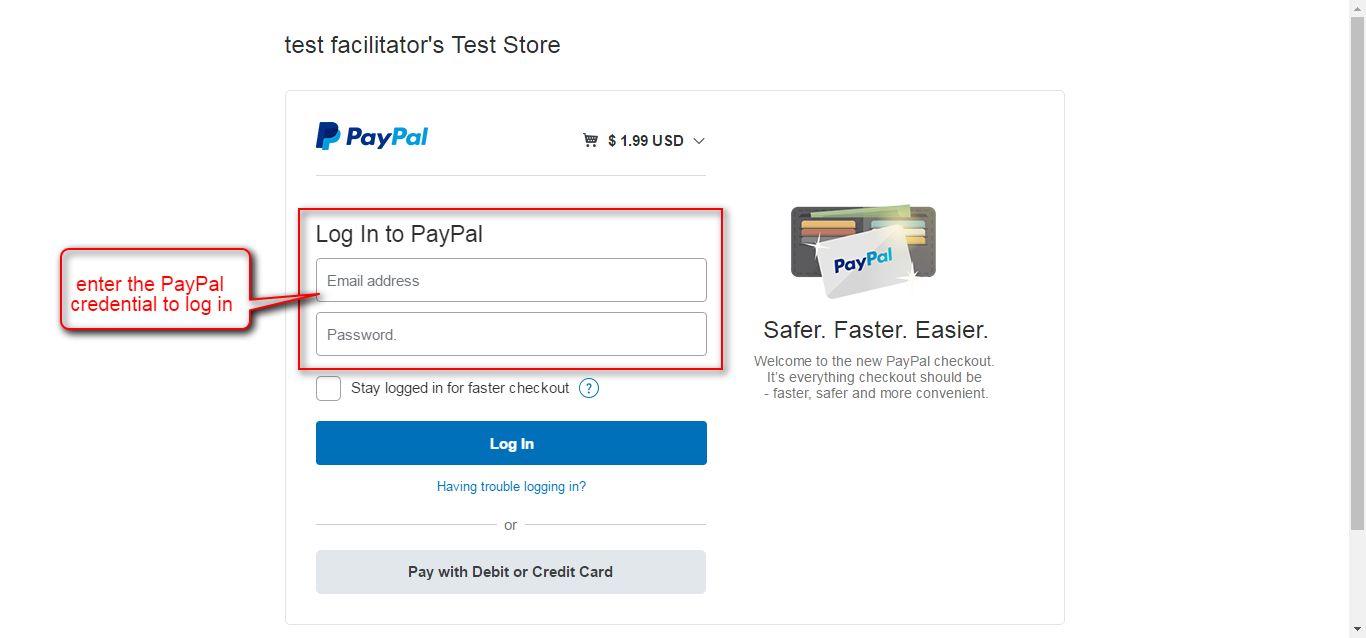 test facilitator's Test Store
PayPal
$ 1.99 USD
Log In to PayPal
Email address
Password.
enter the PayPal
credential to log in
Stay logged in for faster checkout ?
Log In
Having trouble logging in?
or
Pay with Debit or Credit Card
PayPal
Safer. Faster. Easier.
Welcome to the new PayPal checkout.
It's everything checkout should be
- faster, safer and more convenient.